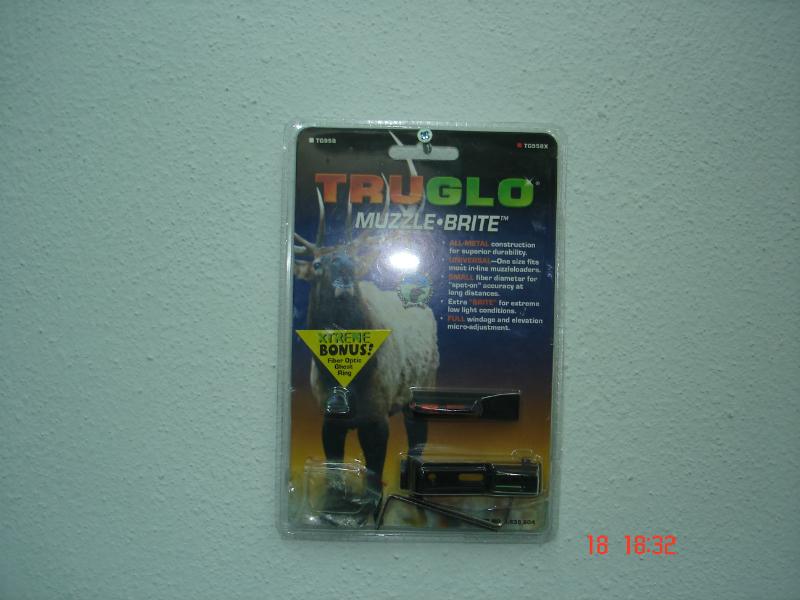 TG958
TG958X
TRUGLO®
MUZZLE•BRITE™
• ALL-METAL construction
for superior durability.
• UNIVERSAL—One size fits
most in-line muzzleloaders.
• SMALL fiber diameter for
"spot-on" accuracy at
long distances.
• Extra "BRITE" for extreme
low light conditions.
• FULL windage and elevation
micro-adjustment.
XTREME
BONUS!
Fiber Optic
Ghost
Ring
18 18:32